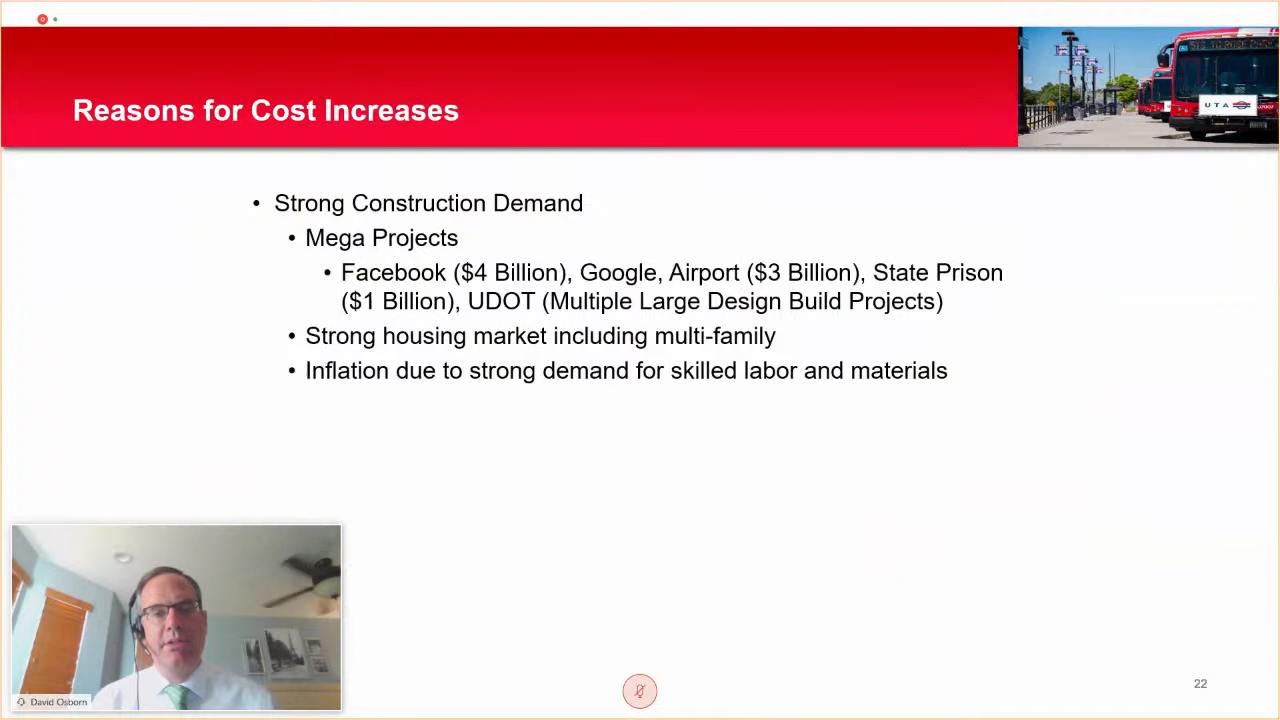 Reasons for Cost Increases
UTA
• Strong Construction Demand
• Mega Projects
• Facebook ($4 Billion), Google, Airport ($3 Billion), State Prison
($1 Billion), UDOT (Multiple Large Design Build Projects)
• Strong housing market including multi-family
• Inflation due to strong demand for skilled labor and materials
David Osborn
22